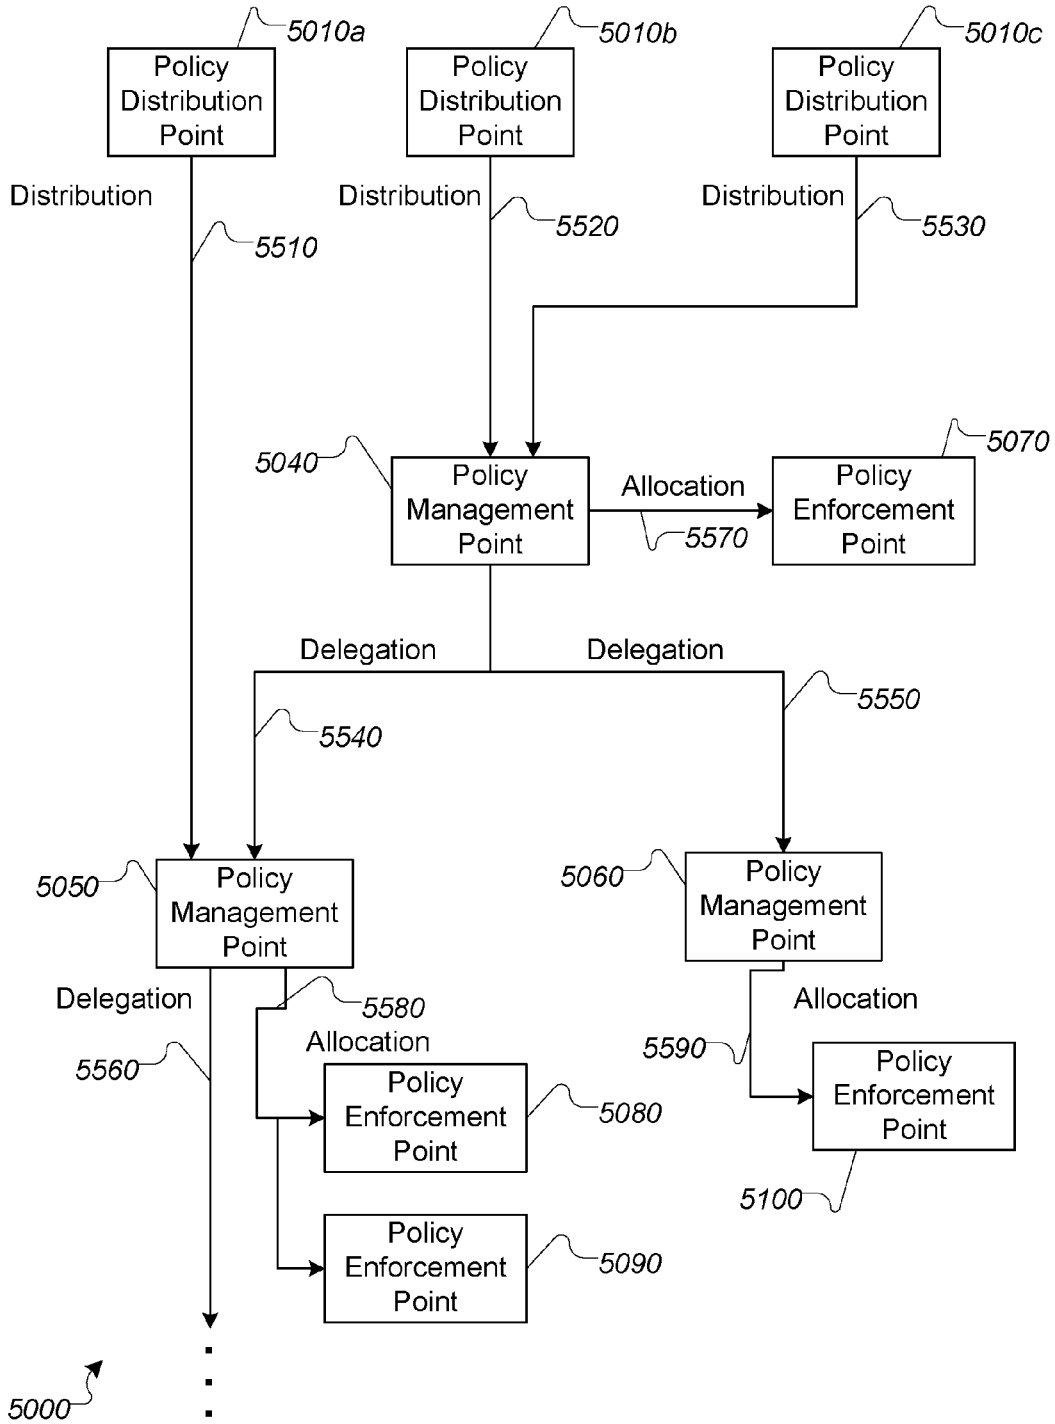 5010a
5010b
5010c
Policy
Distribution
Point
Policy
Distribution
Point
Policy
Distribution
Point
Distribution
Distribution
Distribution
5510
5520
5530
5040
5070
Policy
Management
Point
Allocation
5570
Policy
Enforcement
Point
Delegation
Delegation
5540
5550
5050
Policy
Management
Point
5060
Policy
Management
Point
Delegation
5580
Allocation
5560
Allocation
5590
Policy
Enforcement
Point
5080
Policy
Enforcement
Point
5100
Policy
Enforcement
Point
5090
5000